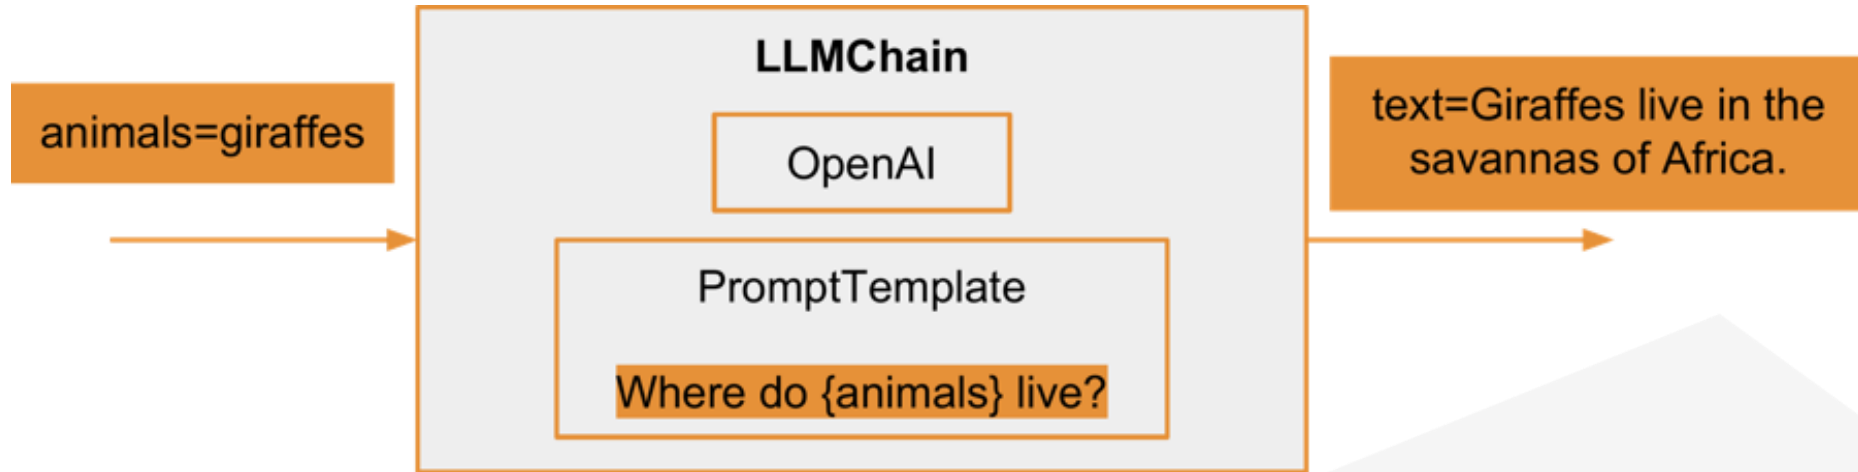 LLMChain
animals=giraffes
OpenAI
PromptTemplate
Where do {animals} live?
text=Giraffes live in the
savannas of Africa.